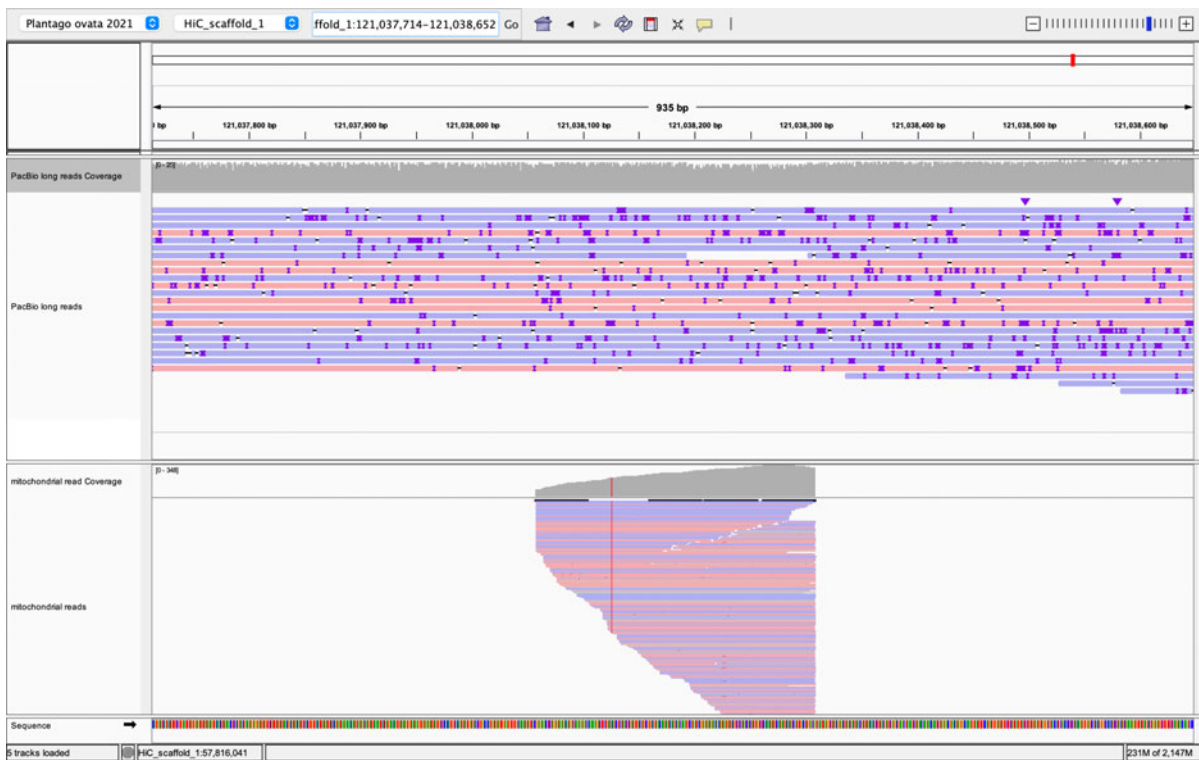 Plantago ovata 2021 HiC_scaffold_1 ffold_1:121,037,714-121,038,652 Go
935 bp
bp 121,037,800 bp 121,037,900 bp 121,038,000 bp 121,038,100 bp 121,038,200 bp 121,038,300 bp 121,038,400 bp 121,038,500 bp 121,038,600 bp
PacBio long reads Coverage
PacBio long reads
[0 - 348]
mitochondrial read Coverage
mitochondrial reads
Sequence
5 tracks loaded HiC_scaffold_1:57,816,041 231M of 2,147M